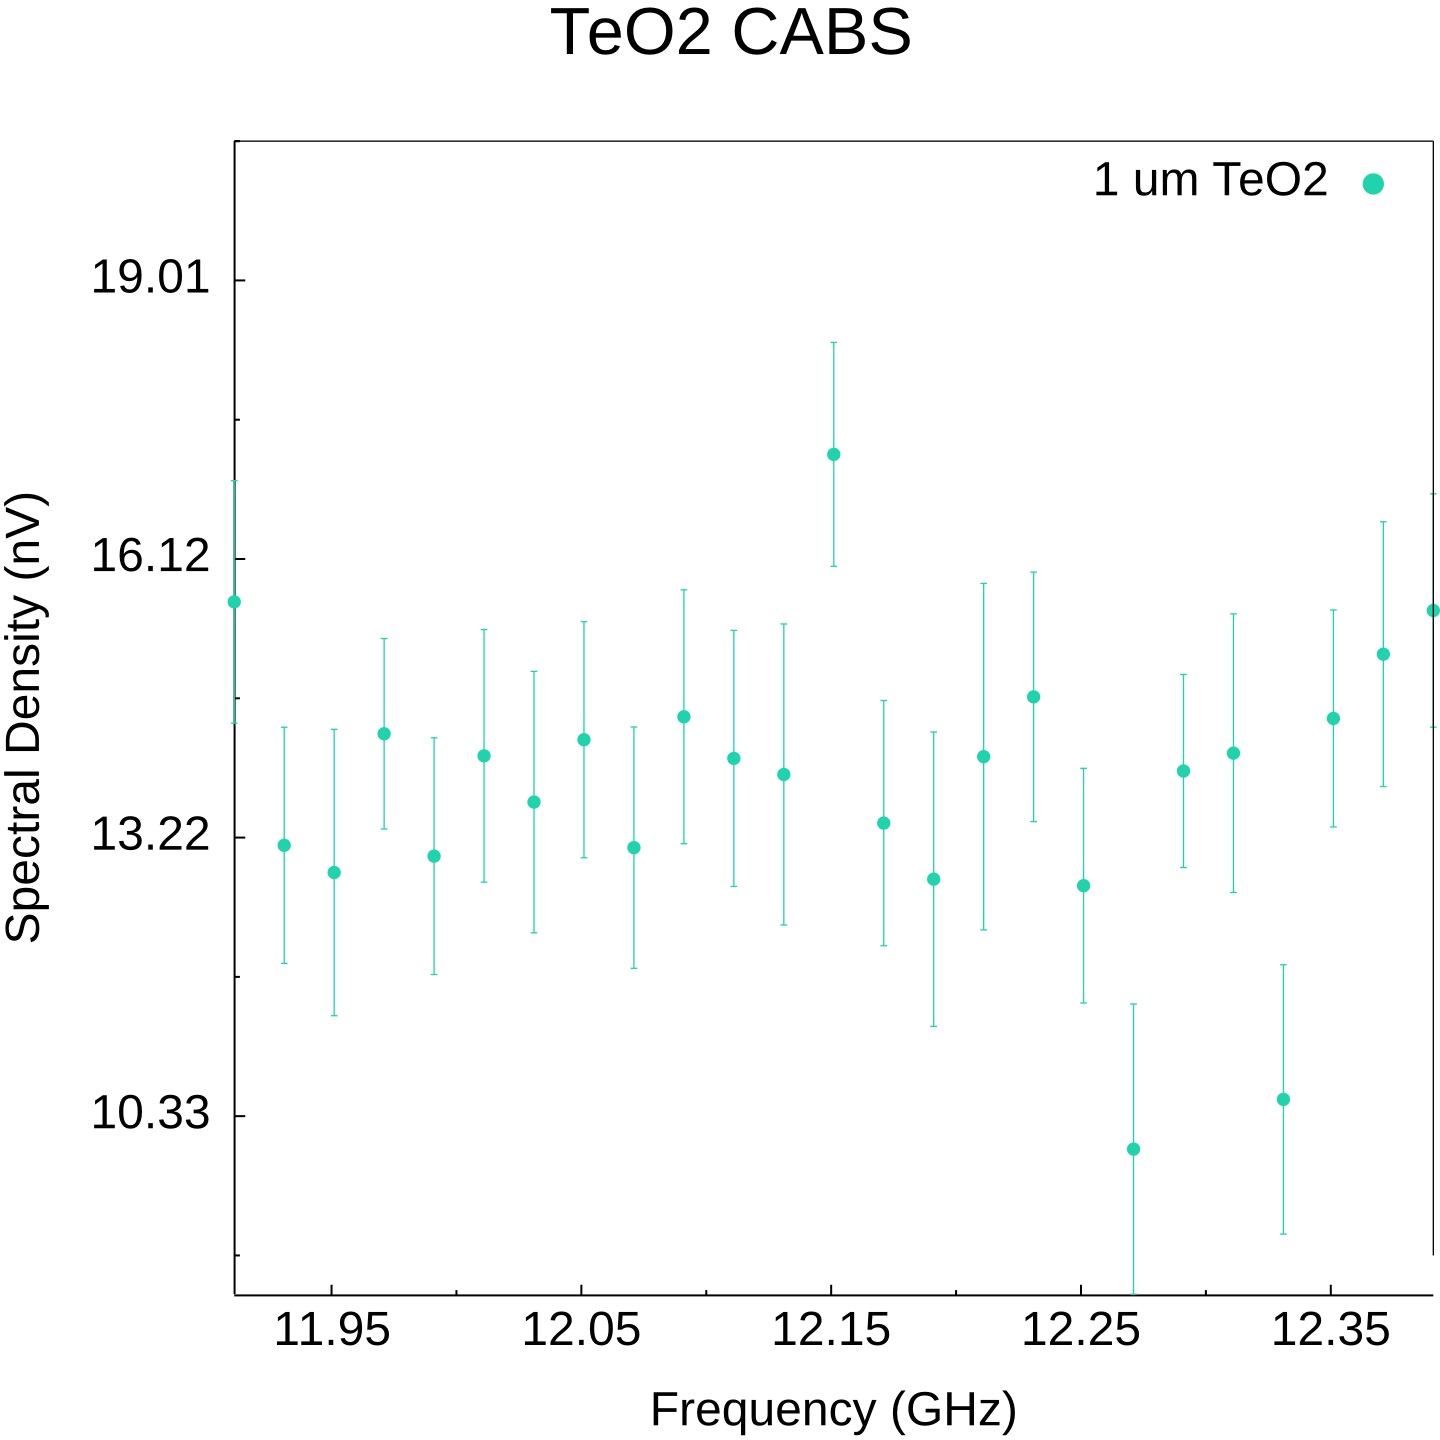 TeO2 CABS
1 um TeO2
19.01
16.12
13.22
10.33
Spectral Density (nV)
11.95 12.05 12.15 12.25 12.35
Frequency (GHz)